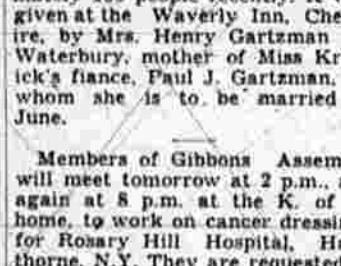 given at the Waverly Inn, Che
ire, by Mrs. Henry Gartzman
Waterbury, mother of Miss Kr
ick's fiance, Paul J. Gartzman,
whom she is to be married
June.
Members of Gibbons Assem
will meet tomorrow at 2 p.m.,
again at 8 p.m. at the K. of
home, to work on cancer dressi
for Rosary Hill Hospital, Ha
thorne, N.Y. They are requested